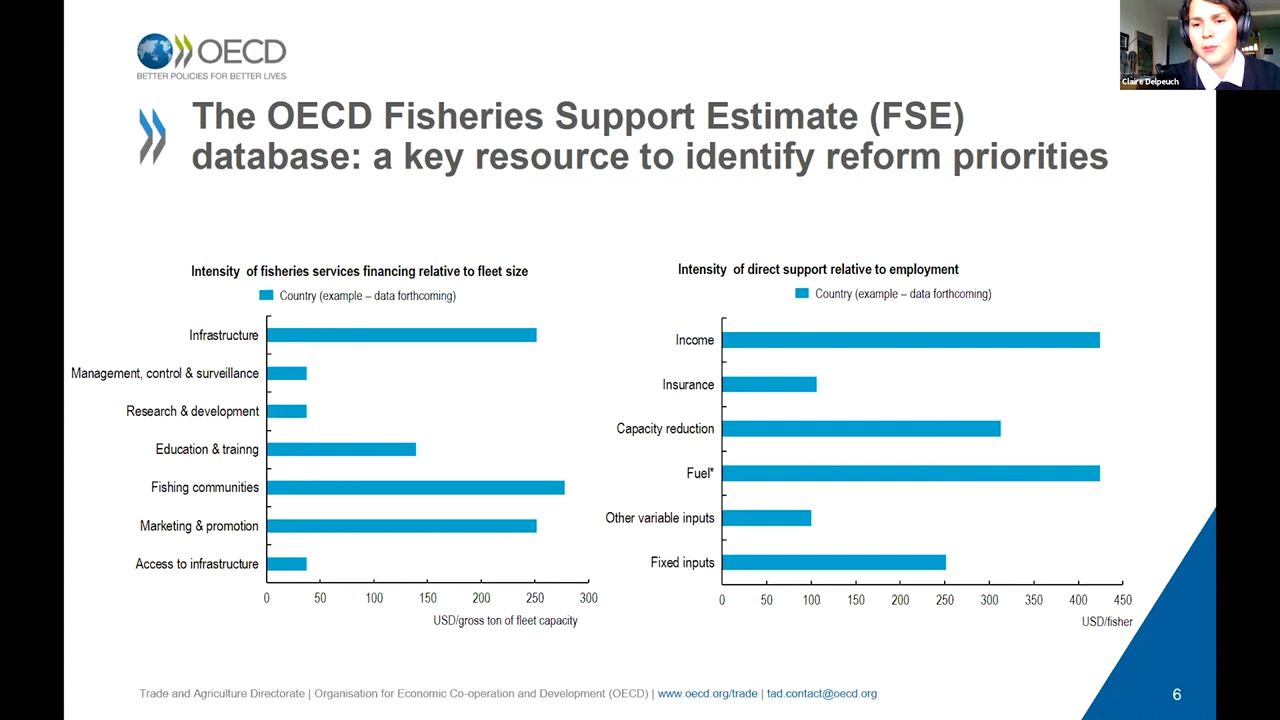 OECD
BETTER POLICIES FOR BETTER LIVES
Claire Delpeuch
The OECD Fisheries Support Estimate (FSE)
database: a key resource to identify reform priorities
Intensity of fisheries services financing relative to fleet size
Country (example – data forthcoming)
Infrastructure
Management, control & surveillance
Research & development
Education & trainng
Fishing communities
Marketing & promotion
Access to infrastructure
0 50 100 150 200 250 300
USD/gross ton of fleet capacity
Intensity of direct support relative to employment
Country (example – data forthcoming)
Income
Insurance
Capacity reduction
Fuel*
Other variable inputs
Fixed inputs
0 50 100 150 200 250 300 350 400 450
USD/fisher
Trade and Agriculture Directorate | Organisation for Economic Co-operation and Development (OECD) | www.oecd.org/trade | tad.contact@oecd.org
6